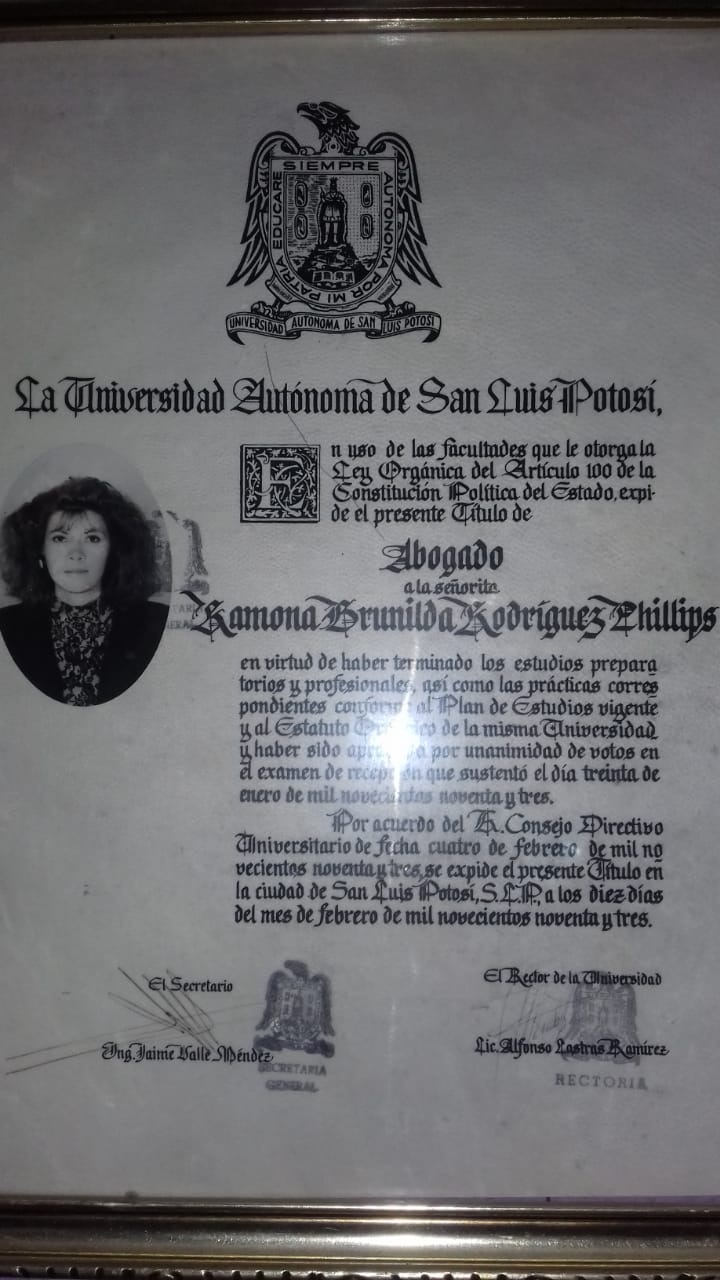 SIEMPRE AUTONOMA POR MI PATRIA EDUCARE
UNIVERSIDAD AUTONOMA DE SAN LUIS POTOSI
La Universidad Autónoma de San Luis Potosí,
En uso de las facultades que le otorga la
Ley Orgánica del Artículo 100 de la
Constitución Política del Estado, expi-
de el presente Título de
Abogado
a la señorita
Ramona Brunilda Rodríguez Phillips
en virtud de haber terminado los estudios prepara
torios y profesionales, así como las prácticas corres
pondientes conforme al Plan de Estudios vigente
y al Estatuto Orgánico de la misma Universidad
y haber sido aprobada por unanimidad de votos en
el examen de recepción que sustentó el día treinta de
enero de mil novecientos noventa y tres.
Por acuerdo del H. Consejo Directivo
Universitario de fecha cuatro de febrero de mil no
vecientos noventa y tres, se expide el presente Título en
la ciudad de San Luis Potosí, S.L.P., a los diez días
del mes de febrero de mil novecientos noventa y tres.
El Secretario
Ing. Jaime Valle Méndez
SECRETARIA
GENERAL
El Rector de la Universidad
Lic. Alfonso Lastras Ramírez
RECTORIA